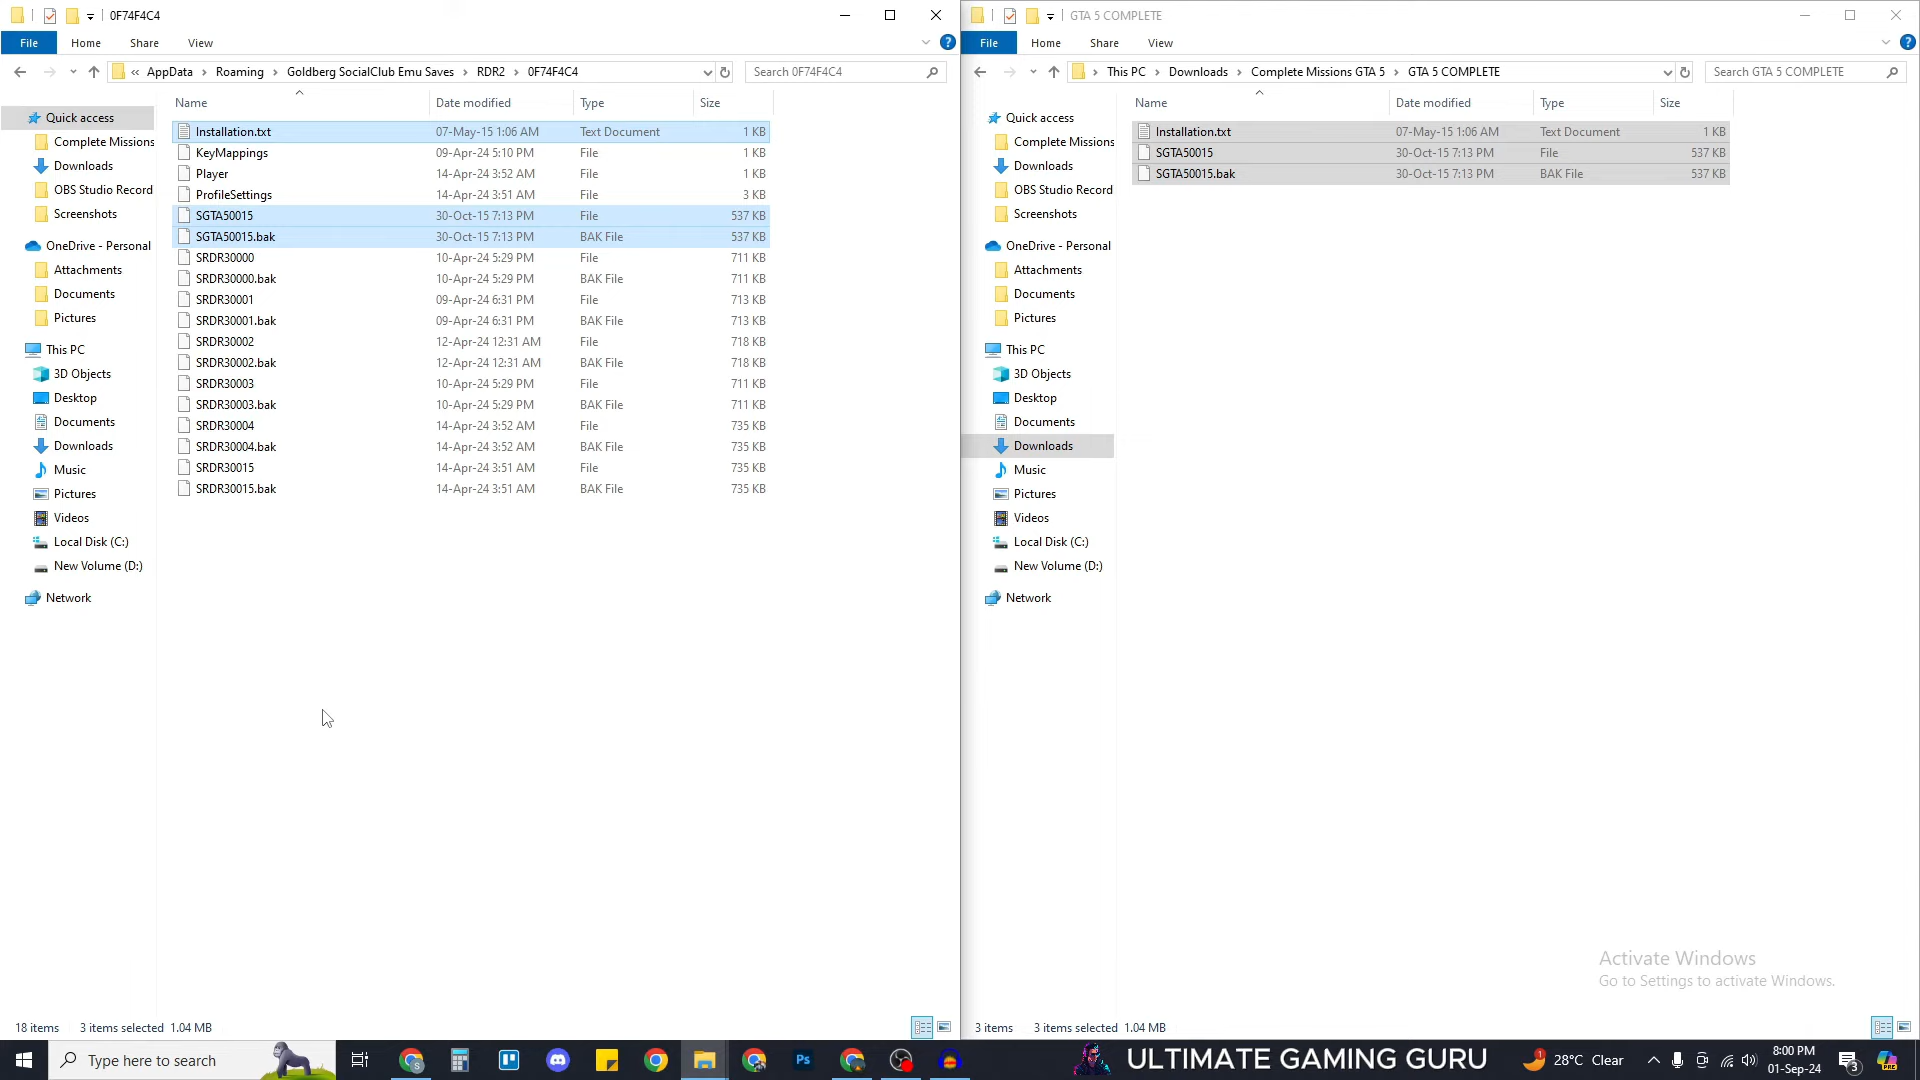 0F74F4C4
File Home Share View
« AppData › Roaming › Goldberg SocialClub Emu Saves › RDR2 › 0F74F4C4
Search 0F74F4C4
Name Date modified Type Size
Quick access
Complete Missions
Downloads
OBS Studio Record
Screenshots
OneDrive - Personal
Attachments
Documents
Pictures
This PC
3D Objects
Desktop
Documents
Downloads
Music
Pictures
Videos
Local Disk (C:)
New Volume (D:)
Network
Installation.txt 07-May-15 1:06 AM Text Document 1 KB
KeyMappings 09-Apr-24 5:10 PM File 1 KB
Player 14-Apr-24 3:52 AM File 1 KB
ProfileSettings 14-Apr-24 3:51 AM File 3 KB
SGTA50015 30-Oct-15 7:13 PM File 537 KB
SGTA50015.bak 30-Oct-15 7:13 PM BAK File 537 KB
SRDR30000 10-Apr-24 5:29 PM File 711 KB
SRDR30000.bak 10-Apr-24 5:29 PM BAK File 711 KB
SRDR30001 09-Apr-24 6:31 PM File 713 KB
SRDR30001.bak 09-Apr-24 6:31 PM BAK File 713 KB
SRDR30002 12-Apr-24 12:31 AM File 718 KB
SRDR30002.bak 12-Apr-24 12:31 AM BAK File 718 KB
SRDR30003 10-Apr-24 5:29 PM File 711 KB
SRDR30003.bak 10-Apr-24 5:29 PM BAK File 711 KB
SRDR30004 14-Apr-24 3:52 AM File 735 KB
SRDR30004.bak 14-Apr-24 3:52 AM BAK File 735 KB
SRDR30015 14-Apr-24 3:51 AM File 735 KB
SRDR30015.bak 14-Apr-24 3:51 AM BAK File 735 KB
18 items 3 items selected 1.04 MB
GTA 5 COMPLETE
File Home Share View
› This PC › Downloads › Complete Missions GTA 5 › GTA 5 COMPLETE
Search GTA 5 COMPLETE
Name Date modified Type Size
Quick access
Complete Missions
Downloads
OBS Studio Record
Screenshots
OneDrive - Personal
Attachments
Documents
Pictures
This PC
3D Objects
Desktop
Documents
Downloads
Music
Pictures
Videos
Local Disk (C:)
New Volume (D:)
Network
Installation.txt 07-May-15 1:06 AM Text Document 1 KB
SGTA50015 30-Oct-15 7:13 PM File 537 KB
SGTA50015.bak 30-Oct-15 7:13 PM BAK File 537 KB
Activate Windows
Go to Settings to activate Windows.
3 items 3 items selected 1.04 MB
Type here to search
Ps
ULTIMATE GAMING GURU
28°C Clear
8:00 PM
01-Sep-24
3